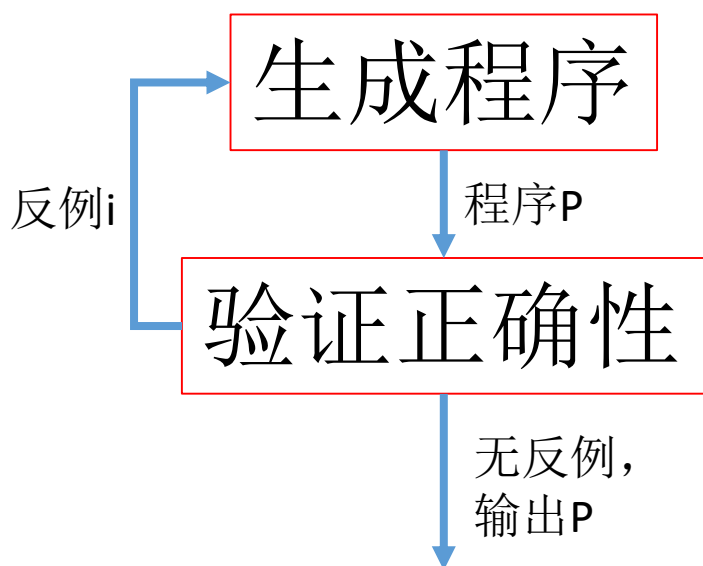 生成程序
反例i
程序P
验证正确性
无反例，
输出P